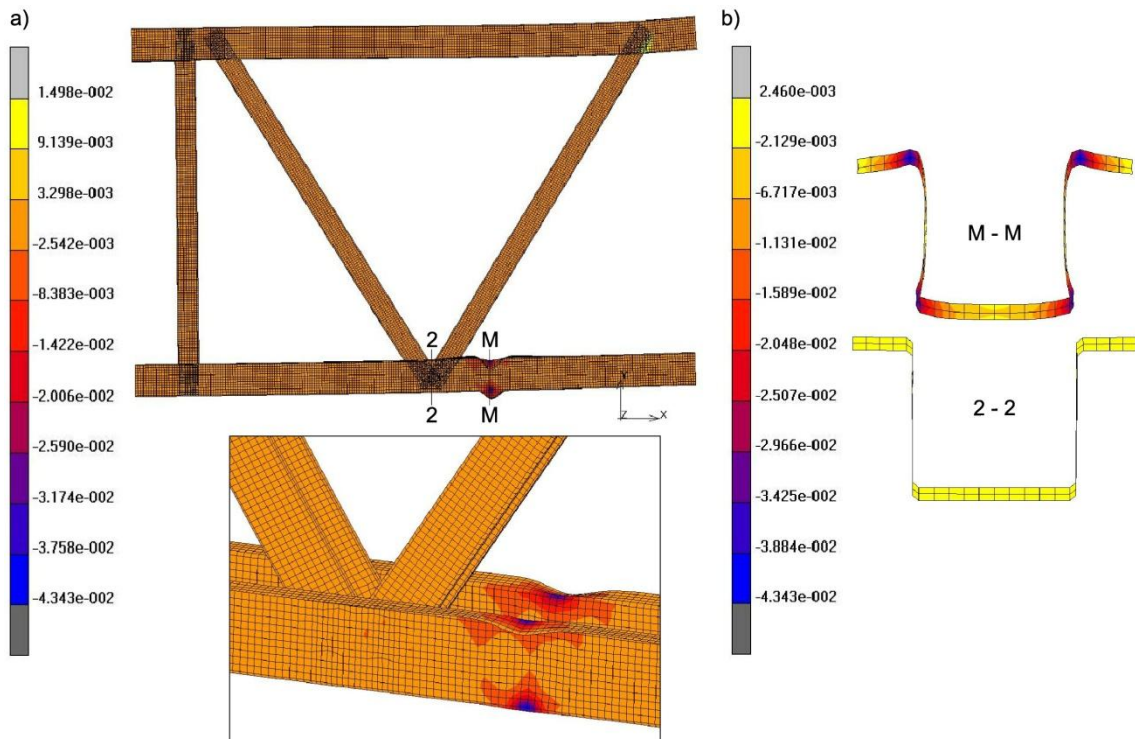 a)
1.498e-002
9.139e-003
3.298e-003
-2.542e-003
-8.383e-003
-1.422e-002
-2.006e-002
-2.590e-002
-3.174e-002
-3.758e-002
-4.343e-002
2 M
2 M
Y
Z X
b)
2.460e-003
-2.129e-003
-6.717e-003
-1.131e-002
-1.589e-002
-2.048e-002
-2.507e-002
-2.966e-002
-3.425e-002
-3.884e-002
-4.343e-002
M - M
2 - 2